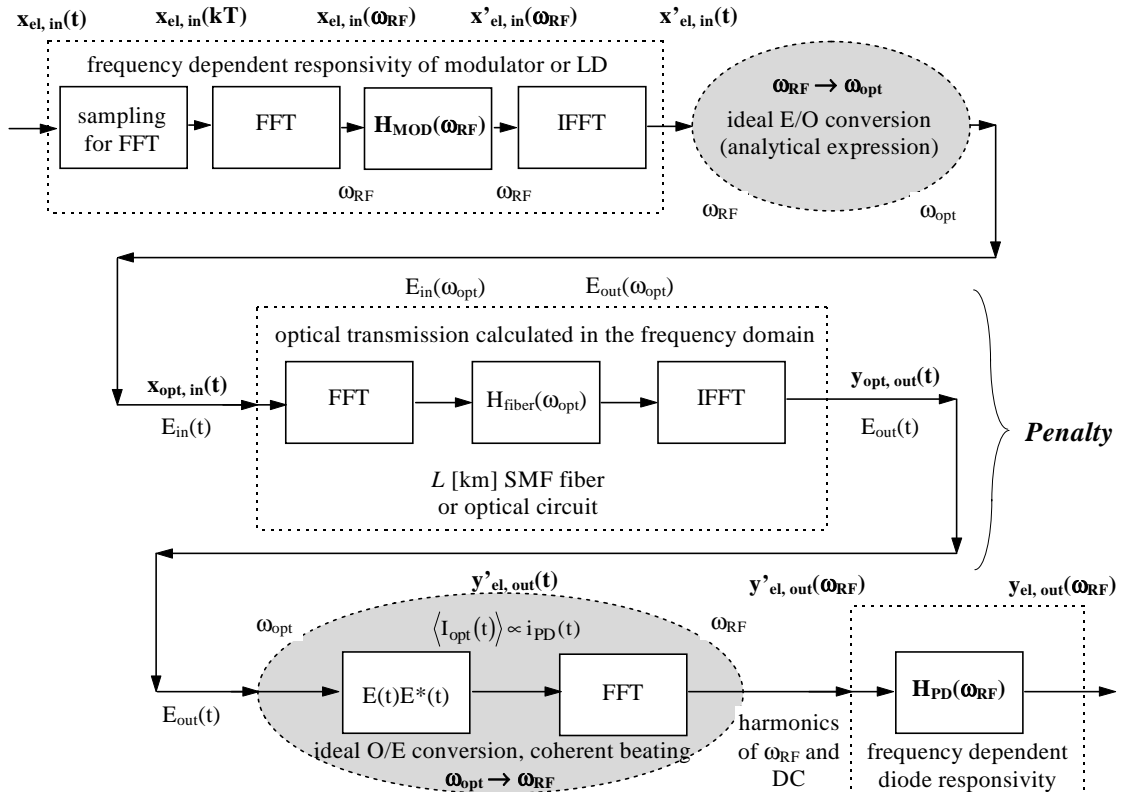 x_el, in(t) x_el, in(kT) x_el, in(ω_RF) x'_el, in(ω_RF) x'_el, in(t)
frequency dependent responsivity of modulator or LD
sampling
for FFT
FFT
H_MOD(ω_RF)
IFFT
ω_RF ω_RF
ω_RF → ω_opt
ideal E/O conversion
(analytical expression)
ω_RF ω_opt
E_in(ω_opt) E_out(ω_opt)
optical transmission calculated in the frequency domain
x_opt, in(t)
E_in(t)
FFT
H_fiber(ω_opt)
IFFT
y_opt, out(t)
E_out(t)
L [km] SMF fiber
or optical circuit
Penalty
y'_el, out(t) y'_el, out(ω_RF) y_el, out(ω_RF)
ω_opt
⟨I_opt(t)⟩ ∝ i_PD(t)
ω_RF
E_out(t)
E(t)E*(t)
FFT
H_PD(ω_RF)
ideal O/E conversion, coherent beating
ω_opt → ω_RF
harmonics
of ω_RF and
DC
frequency dependent
diode responsivity